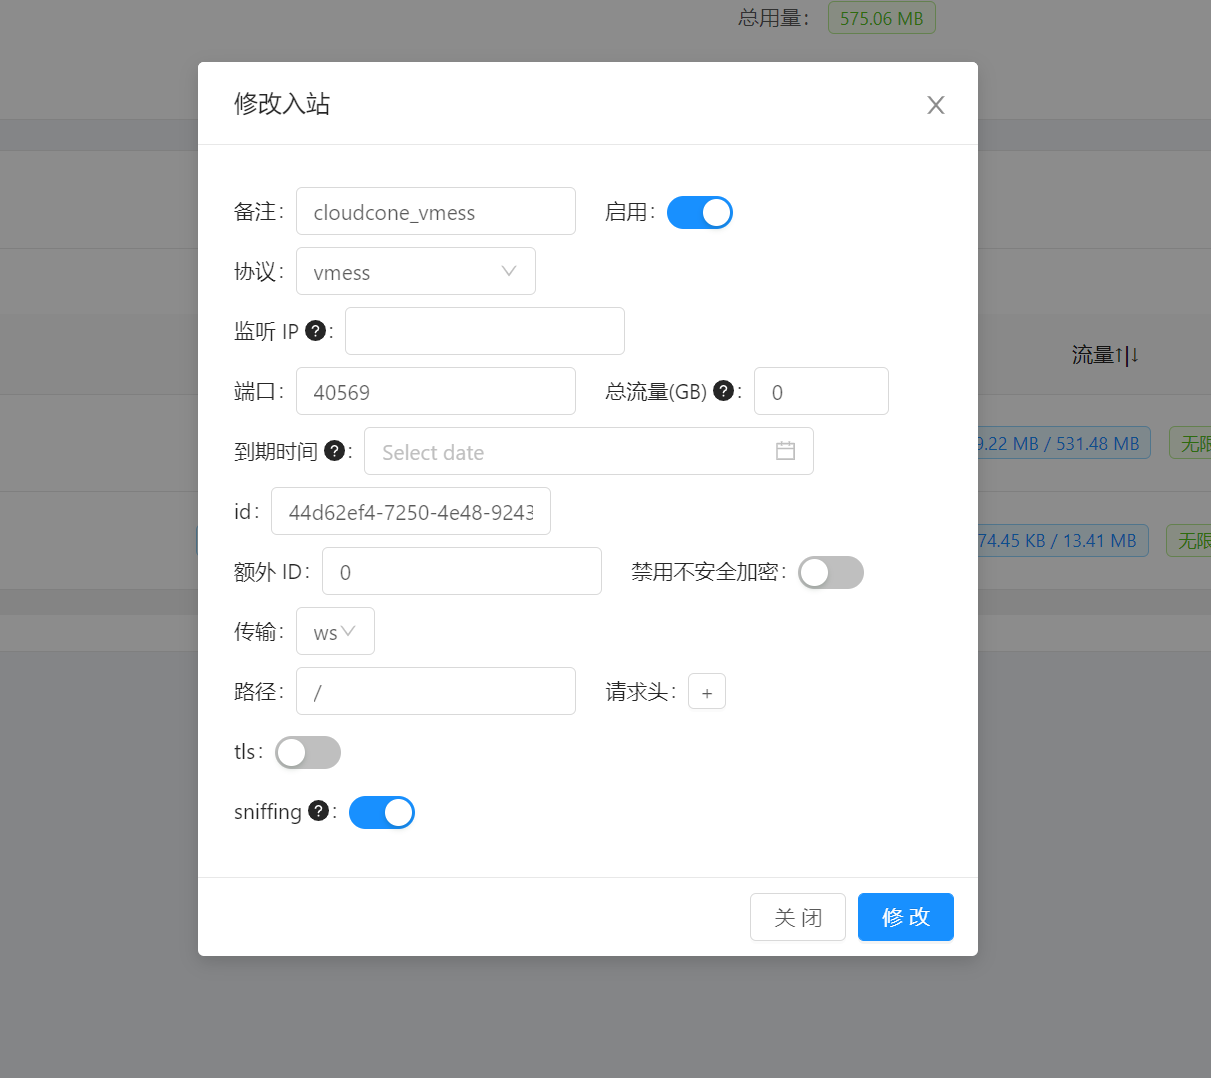 总用量： 575.06 MB
修改入站
备注： cloudcone_vmess 启用：
协议： vmess
监听 IP ?：
流量↑|↓
端口： 40569 总流量(GB) ?： 0
到期时间 ?： Select date
9.22 MB / 531.48 MB 无限
id： 44d62ef4-7250-4e48-9243
74.45 KB / 13.41 MB 无限
额外 ID： 0 禁用不安全加密：
传输： ws
路径： / 请求头： +
tls：
sniffing ?：
关 闭 修 改